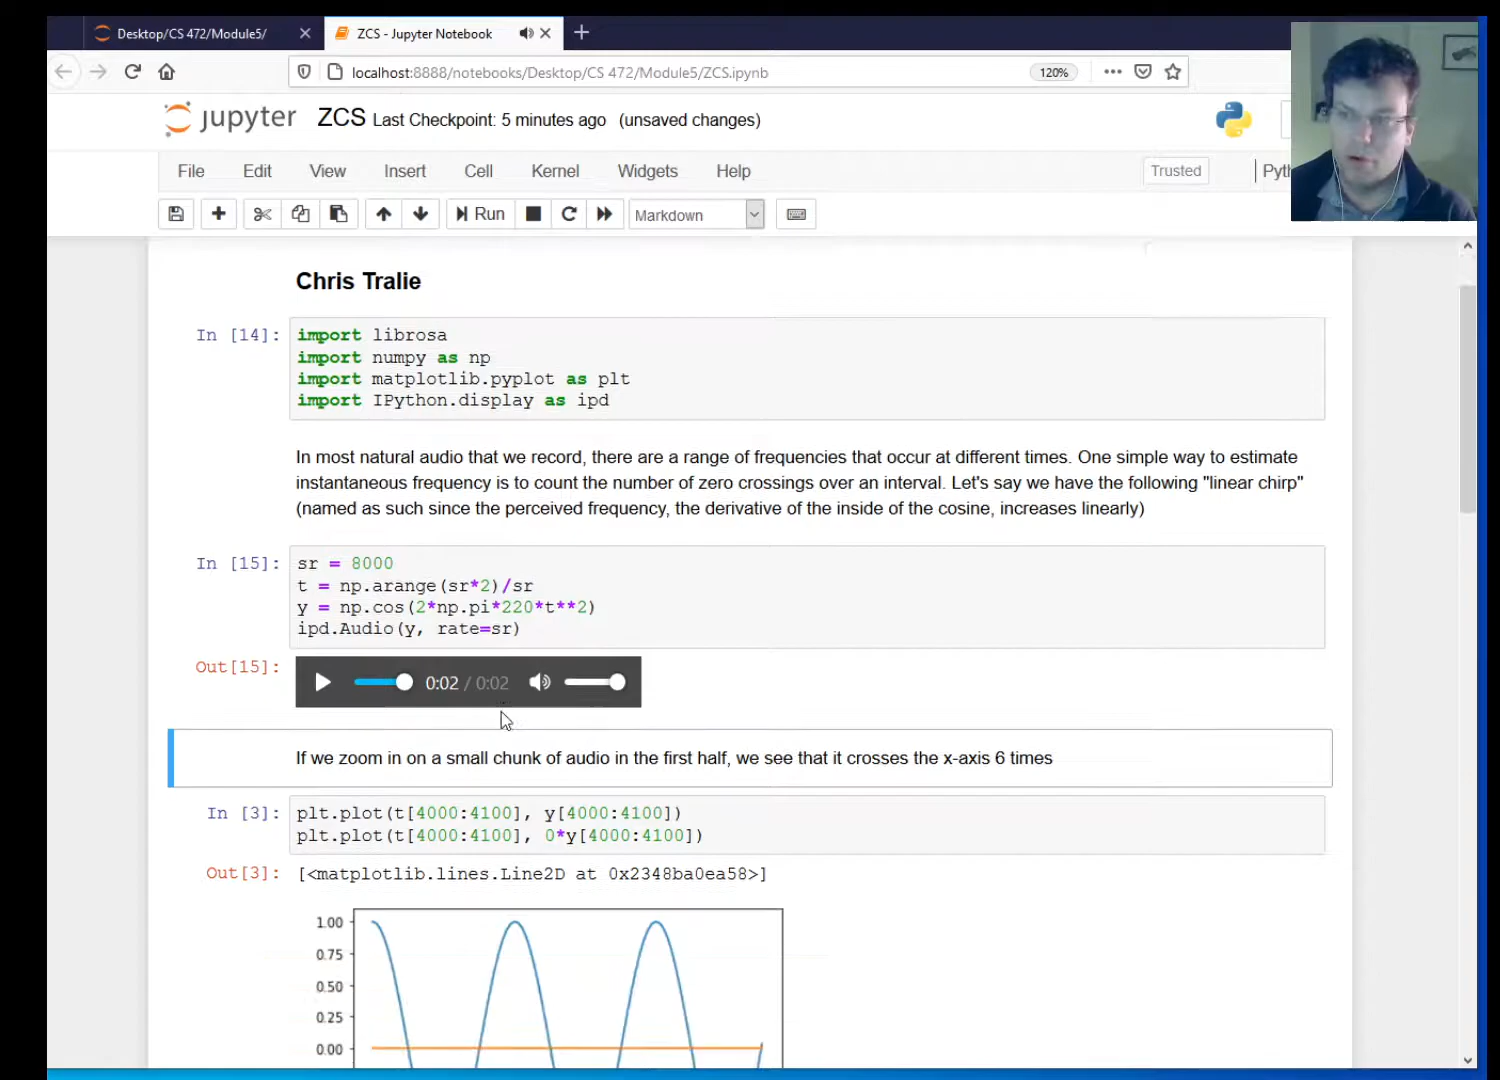 Desktop/CS 472/Module5/
ZCS - Jupyter Notebook
localhost:8888/notebooks/Desktop/CS 472/Module5/ZCS.ipynb
120%
jupyter ZCS Last Checkpoint: 5 minutes ago (unsaved changes)
File Edit View Insert Cell Kernel Widgets Help Trusted Pyth
Run Markdown
Chris Tralie
In [14]: import librosa
import numpy as np
import matplotlib.pyplot as plt
import IPython.display as ipd
In most natural audio that we record, there are a range of frequencies that occur at different times. One simple way to estimate
instantaneous frequency is to count the number of zero crossings over an interval. Let's say we have the following "linear chirp"
(named as such since the perceived frequency, the derivative of the inside of the cosine, increases linearly)
In [15]: sr = 8000
t = np.arange(sr*2)/sr
y = np.cos(2*np.pi*220*t**2)
ipd.Audio(y, rate=sr)
Out[15]:
0:02 / 0:02
If we zoom in on a small chunk of audio in the first half, we see that it crosses the x-axis 6 times
In [3]: plt.plot(t[4000:4100], y[4000:4100])
plt.plot(t[4000:4100], 0*y[4000:4100])
Out[3]: [<matplotlib.lines.Line2D at 0x2348ba0ea58>]
1.00
0.75
0.50
0.25
0.00